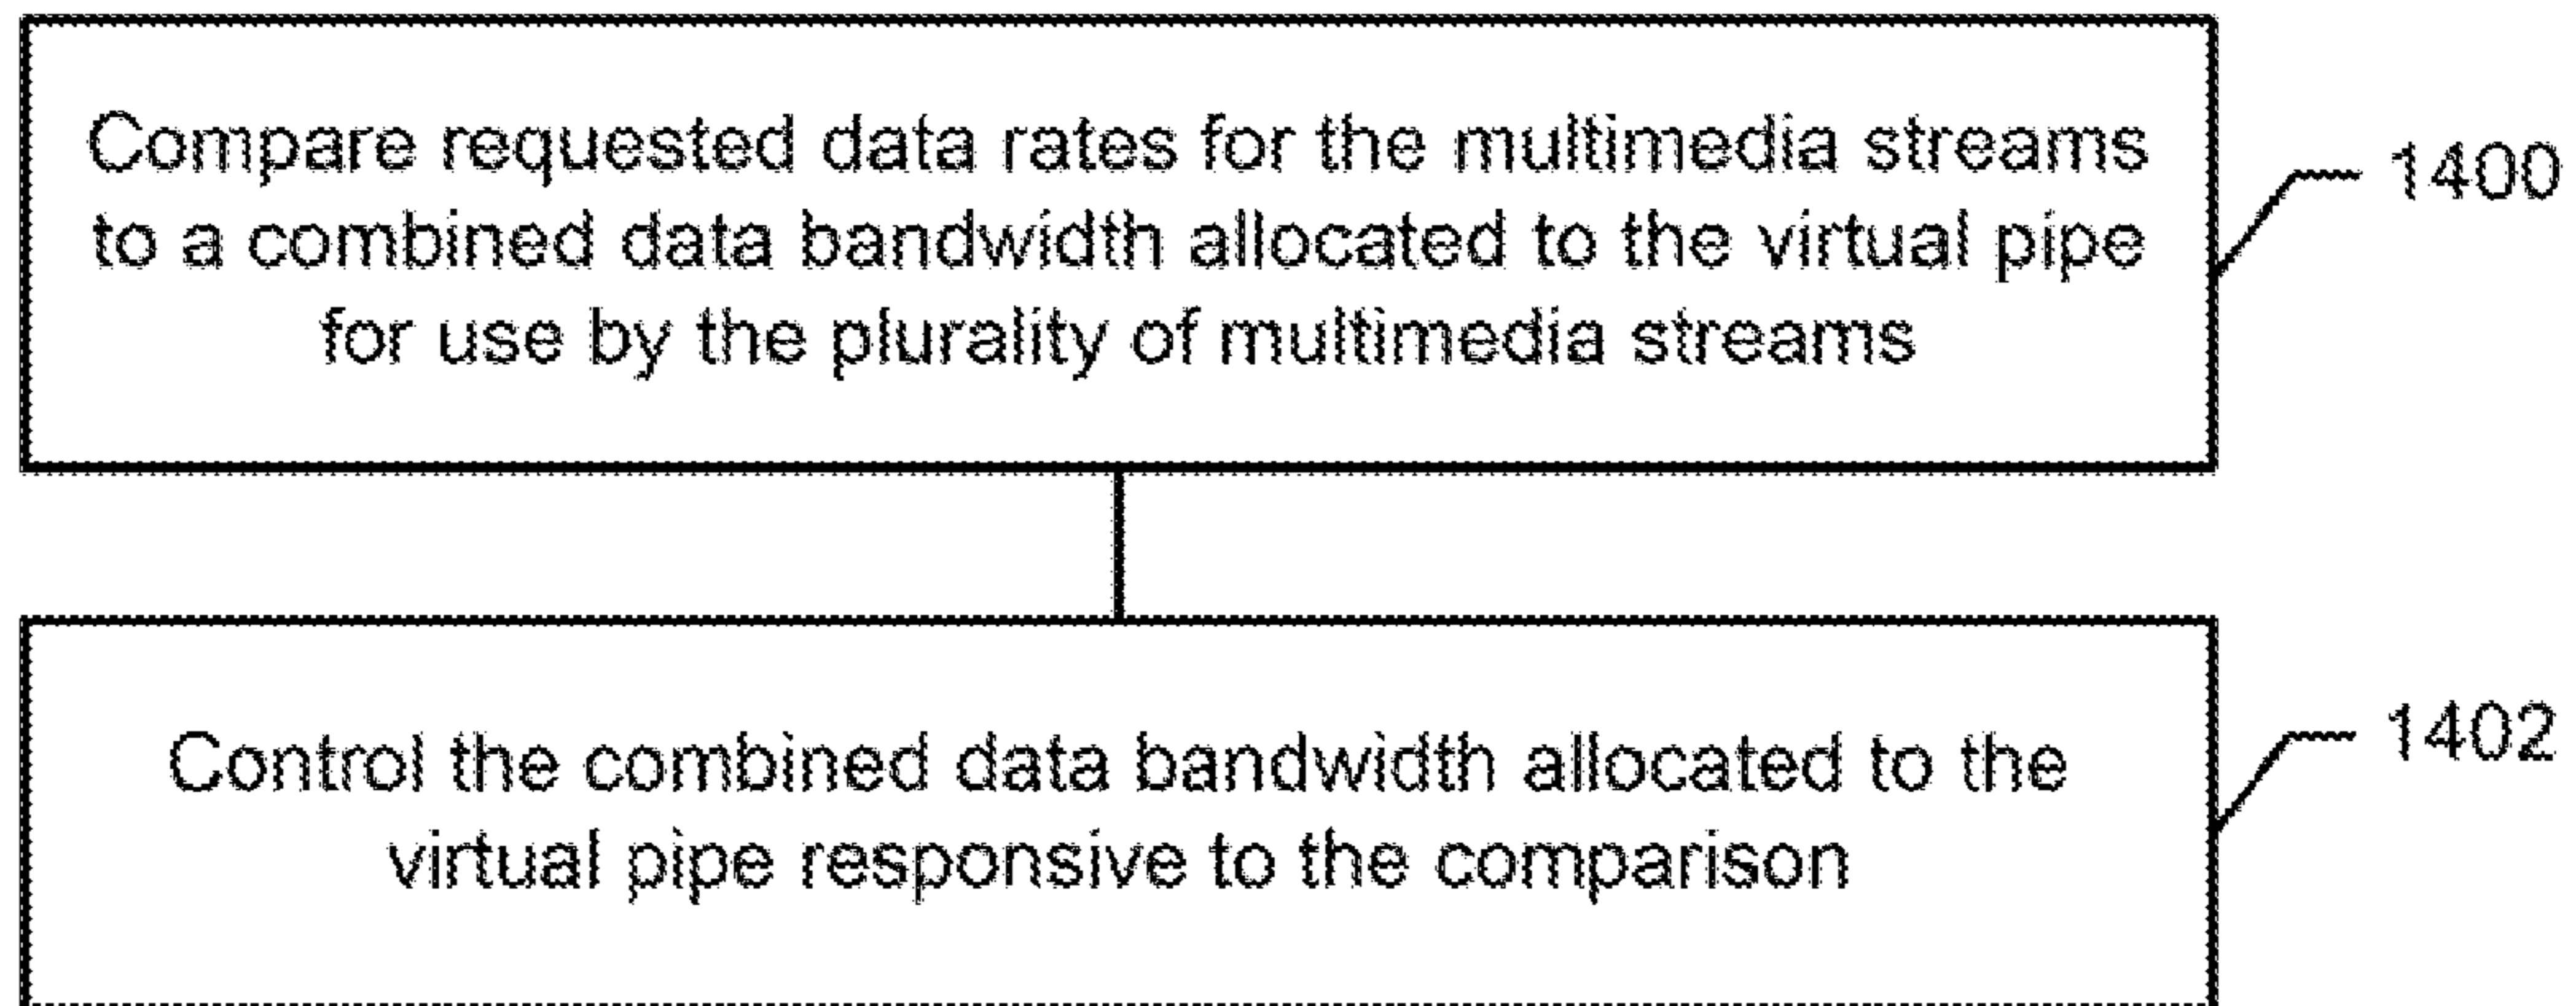 Compare requested data rates for the multimedia streams
to a combined data bandwidth allocated to the virtual pipe
for use by the plurality of multimedia streams
1400
Control the combined data bandwidth allocated to the
virtual pipe responsive to the comparison
1402